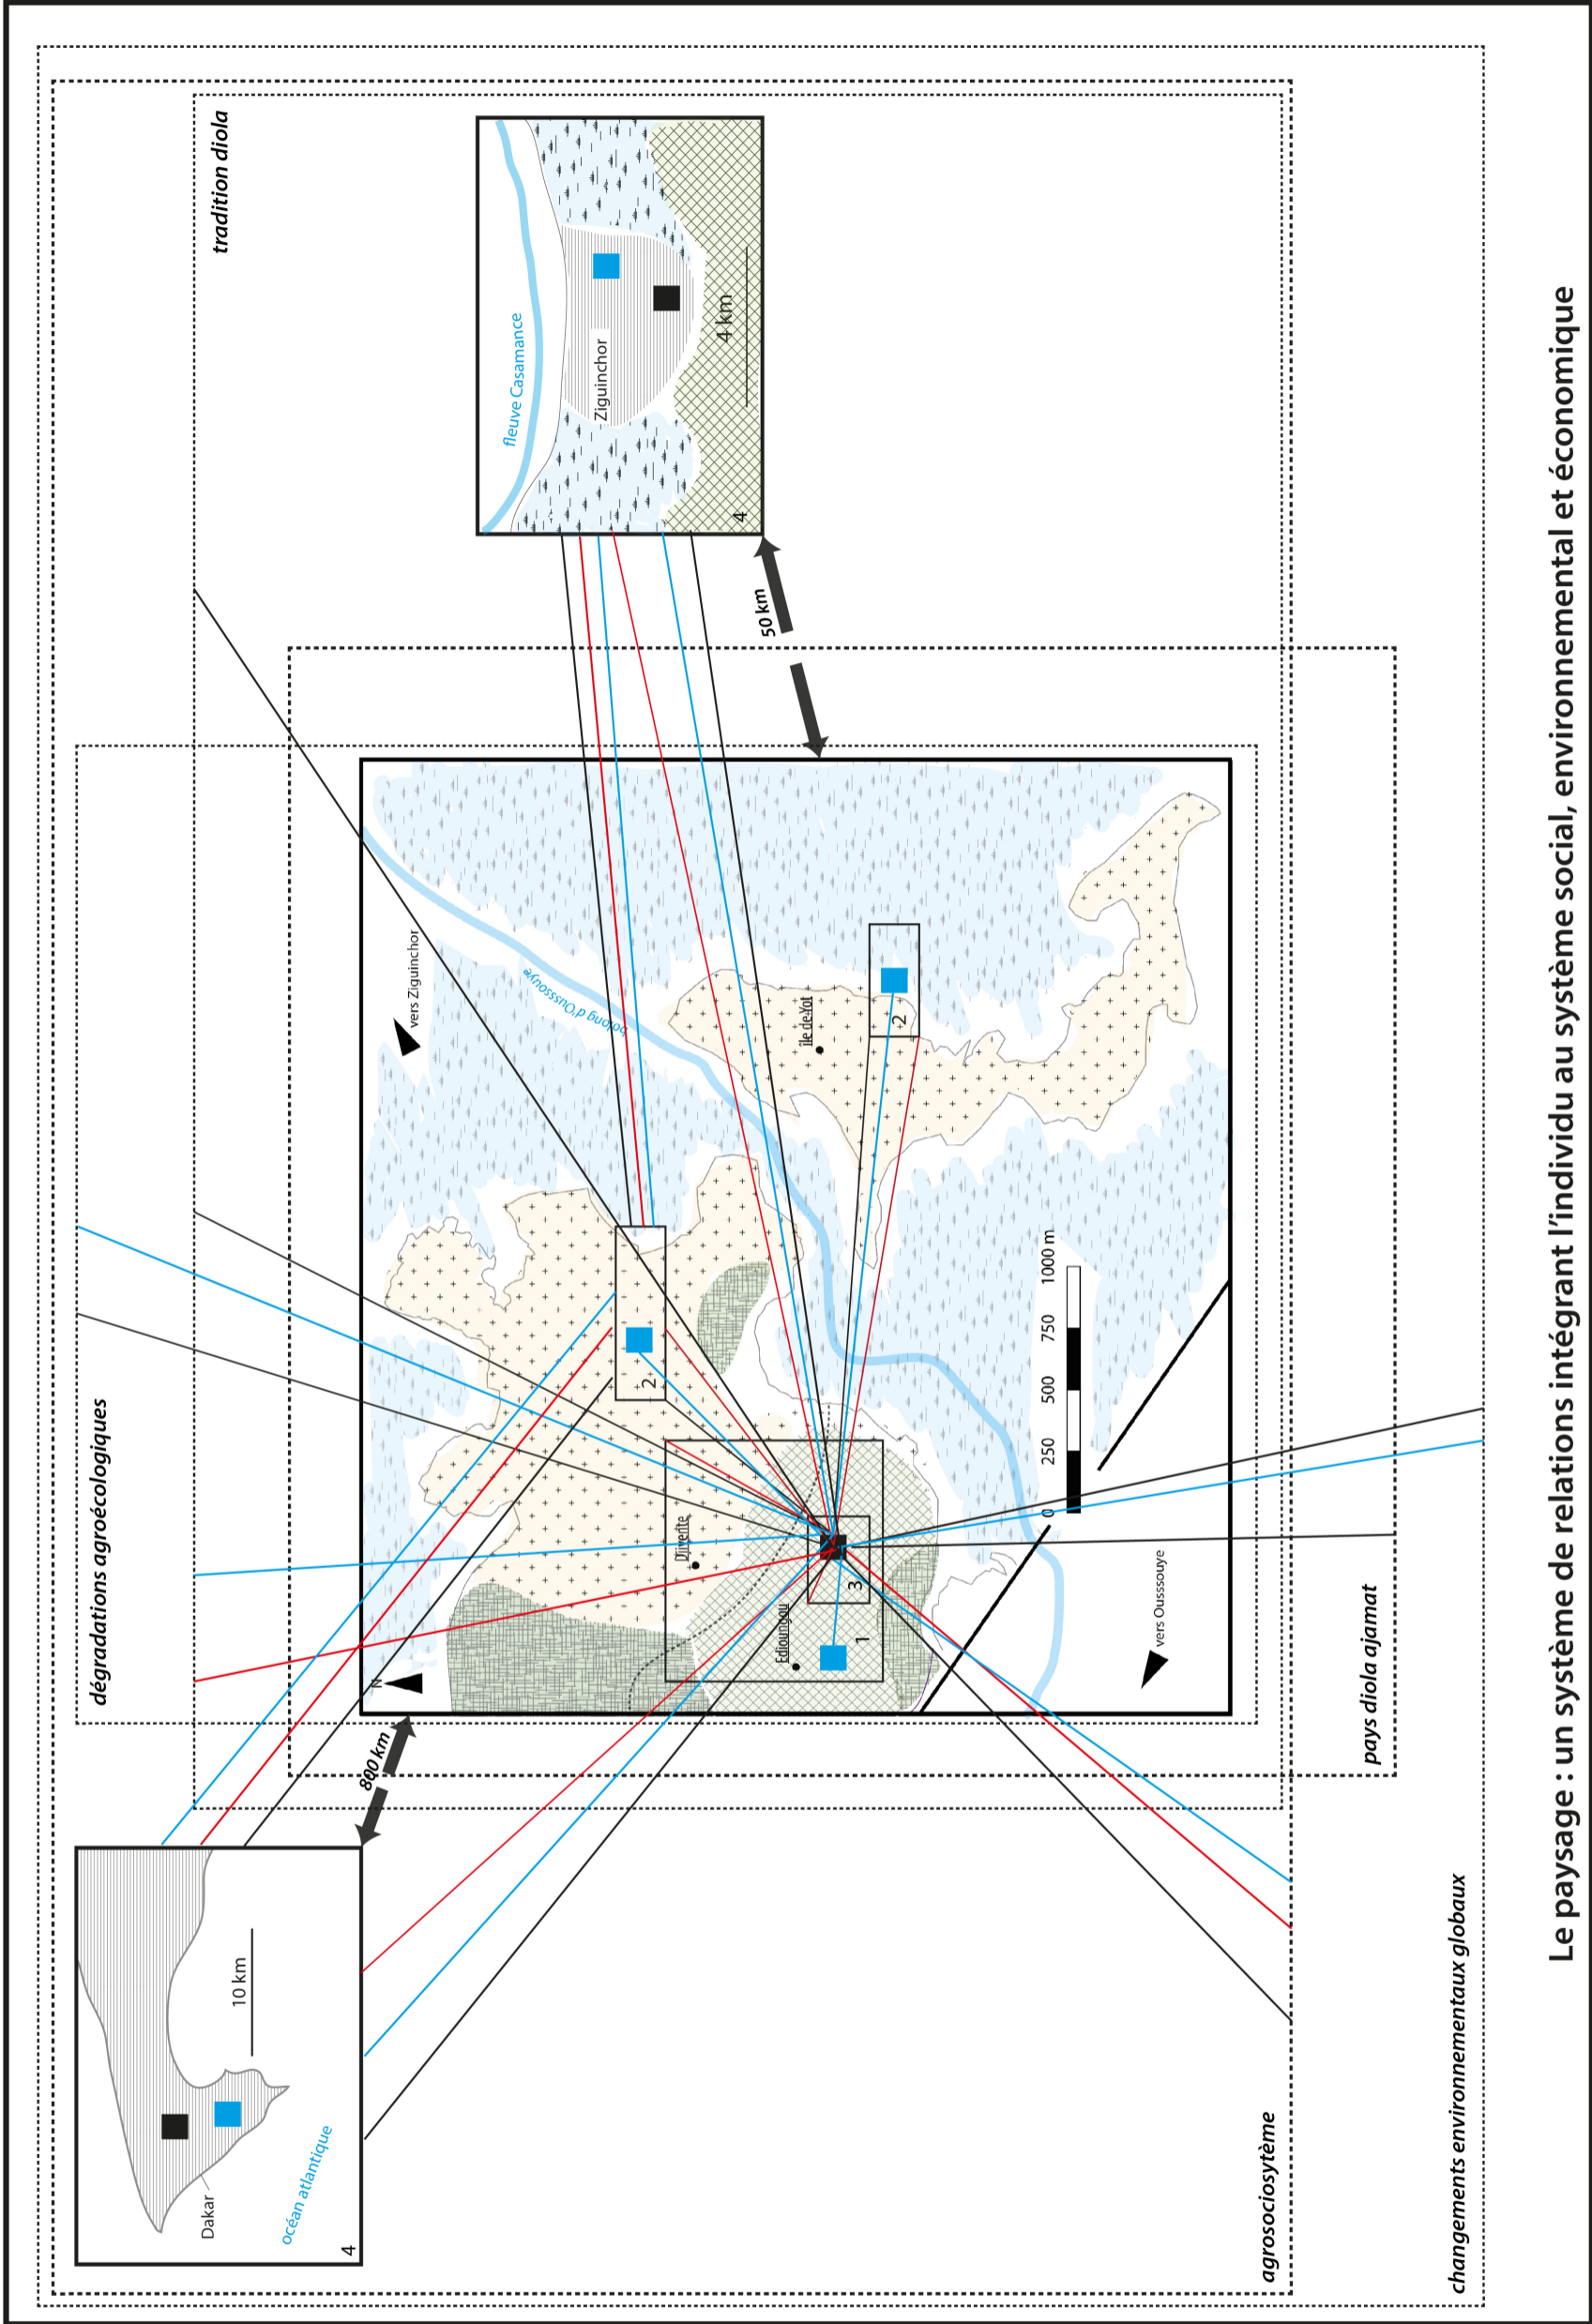 dégradations agroécologiques
tradition diola
Dakar
océan atlantique
10 km
4
800 km
N
vers Ziguinchor
bolong d'Ousssouye
fleuve Casamance
Ziguinchor
4 km
4
50 km
Djivente
Edioungou
1
2
3
île de Yot
2
0 250 500 750 1000 m
vers Ousssouye
agrosociosytème
pays diola ajamat
changements environnementaux globaux
Le paysage : un système de relations intégrant l'individu au système social, environnemental et économique